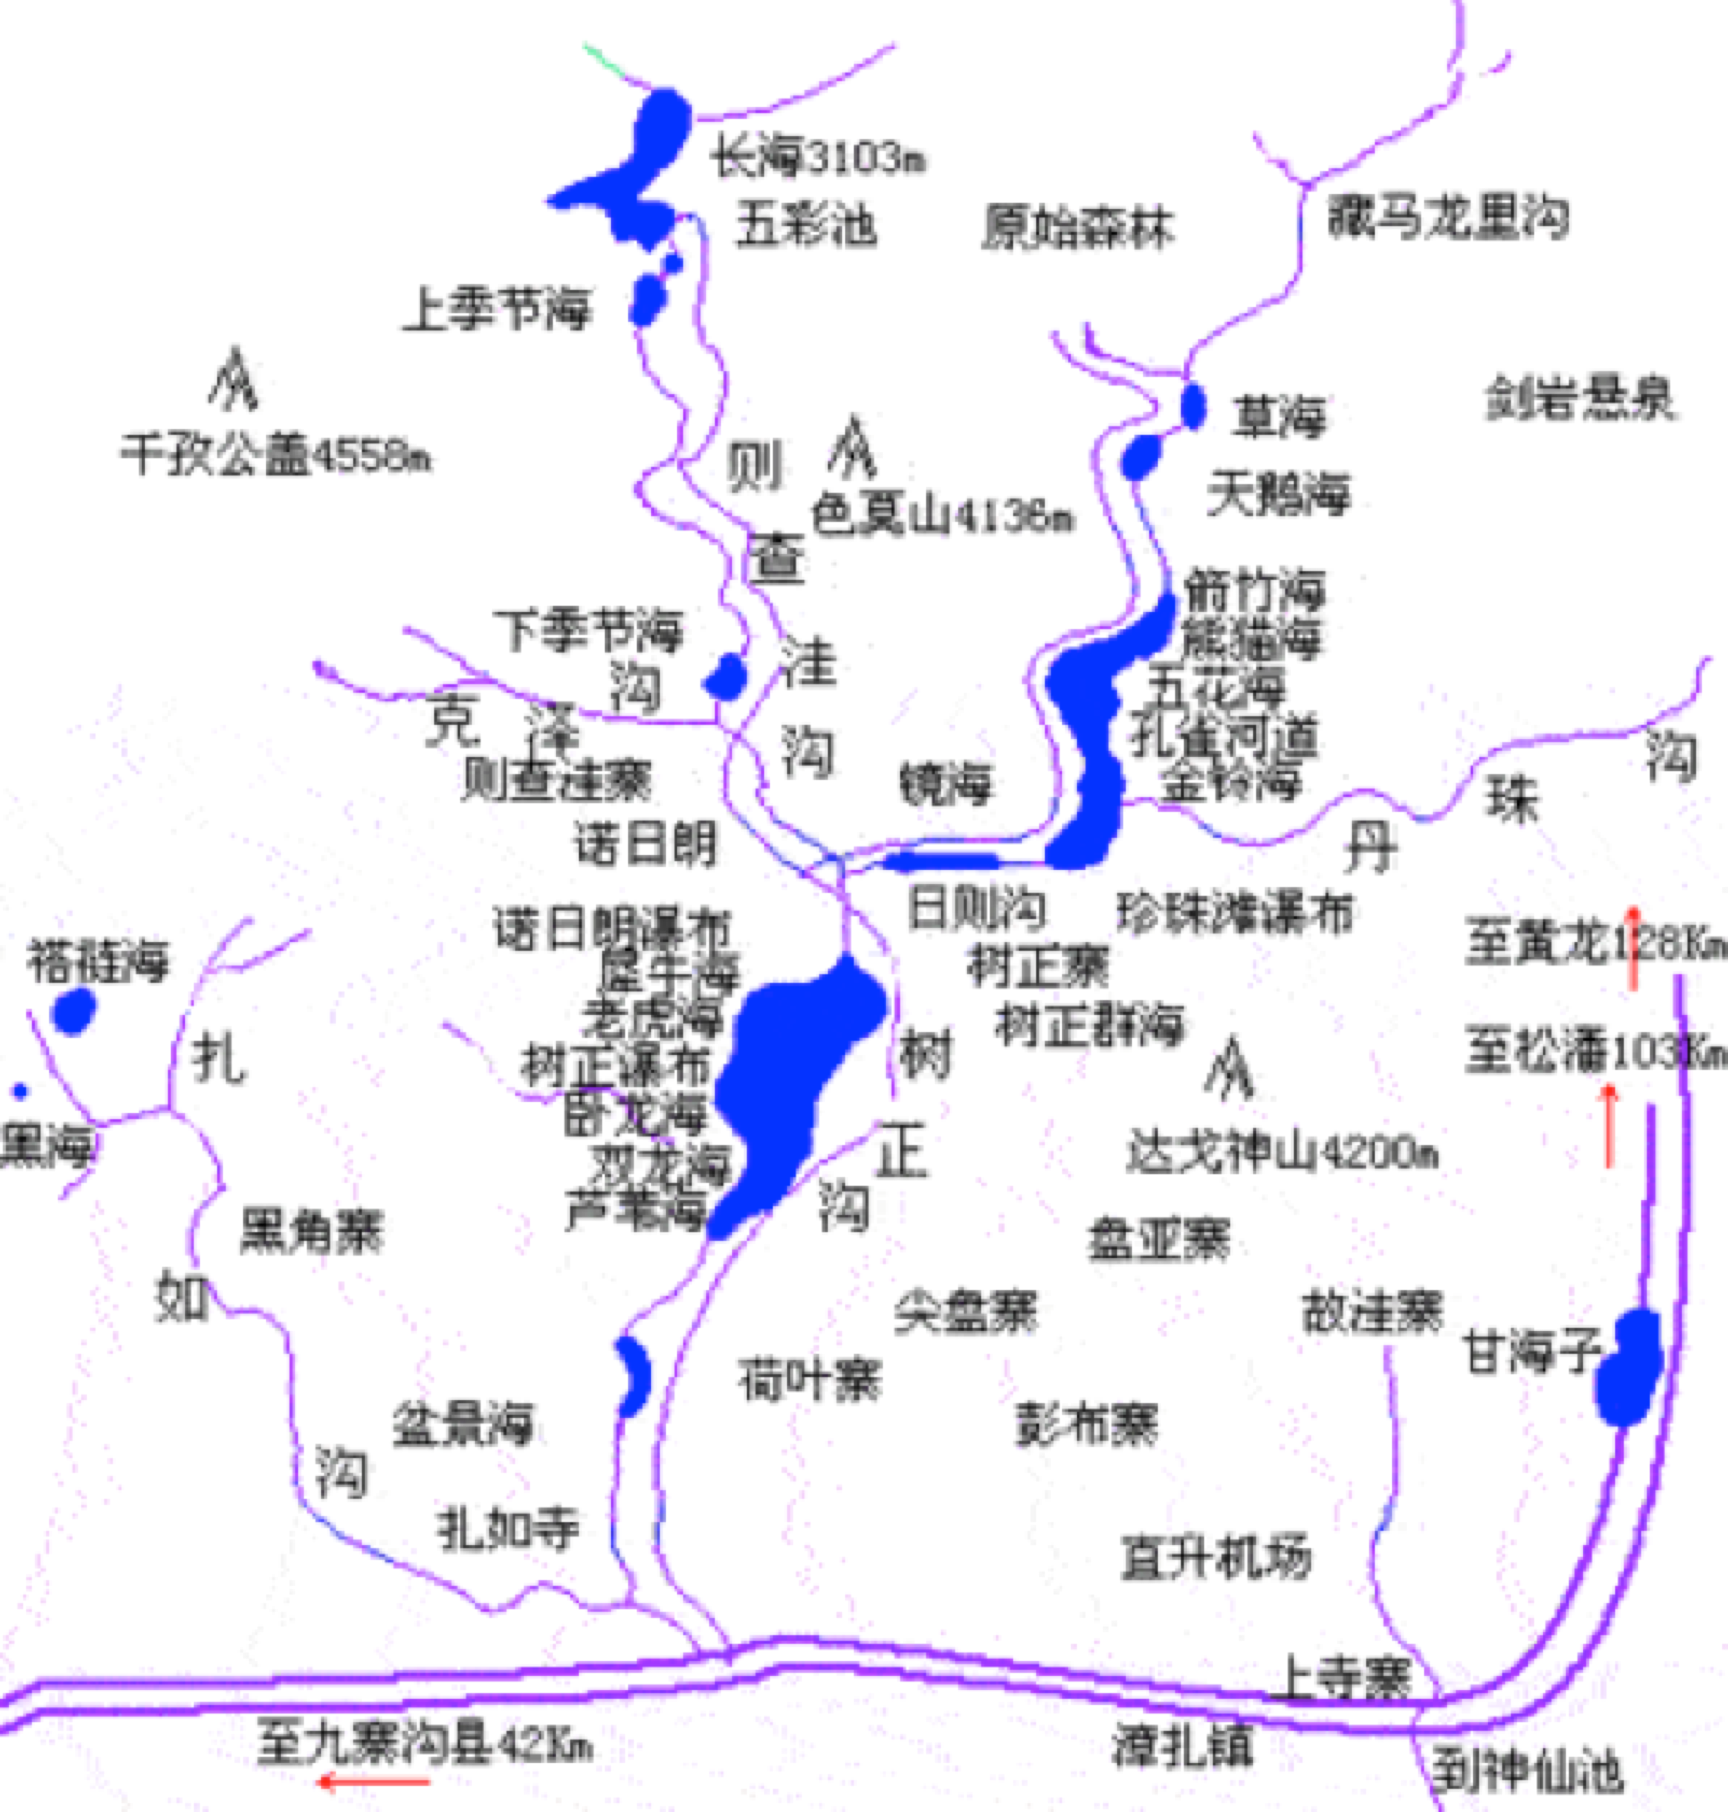 长海3103m
五彩池
原始森林
藏马龙里沟
上季节海
剑岩悬泉
草海
千孜公盖4558m
则
天鹅海
色莫山4136m
查
箭竹海
下季节海
熊猫海
洼
沟
五花海
克
泽
孔雀河道
沟
沟
则查洼寨
镜海
金铃海
珠
诺日朗
丹
日则沟
珍珠滩瀑布
诺日朗瀑布
至黄龙128Km
褡裢海
犀牛海
树正寨
老虎海
树正群海
扎
树正瀑布
树
至松潘103Km
卧龙海
黑海
正
达戈神山4200m
双龙海
芦苇海
沟
黑角寨
盘亚寨
如
尖盘寨
故洼寨
甘海子
荷叶寨
盆景海
彭布寨
沟
扎如寺
直升机场
上寺寨
至九寨沟县42Km
漳扎镇
到神仙池